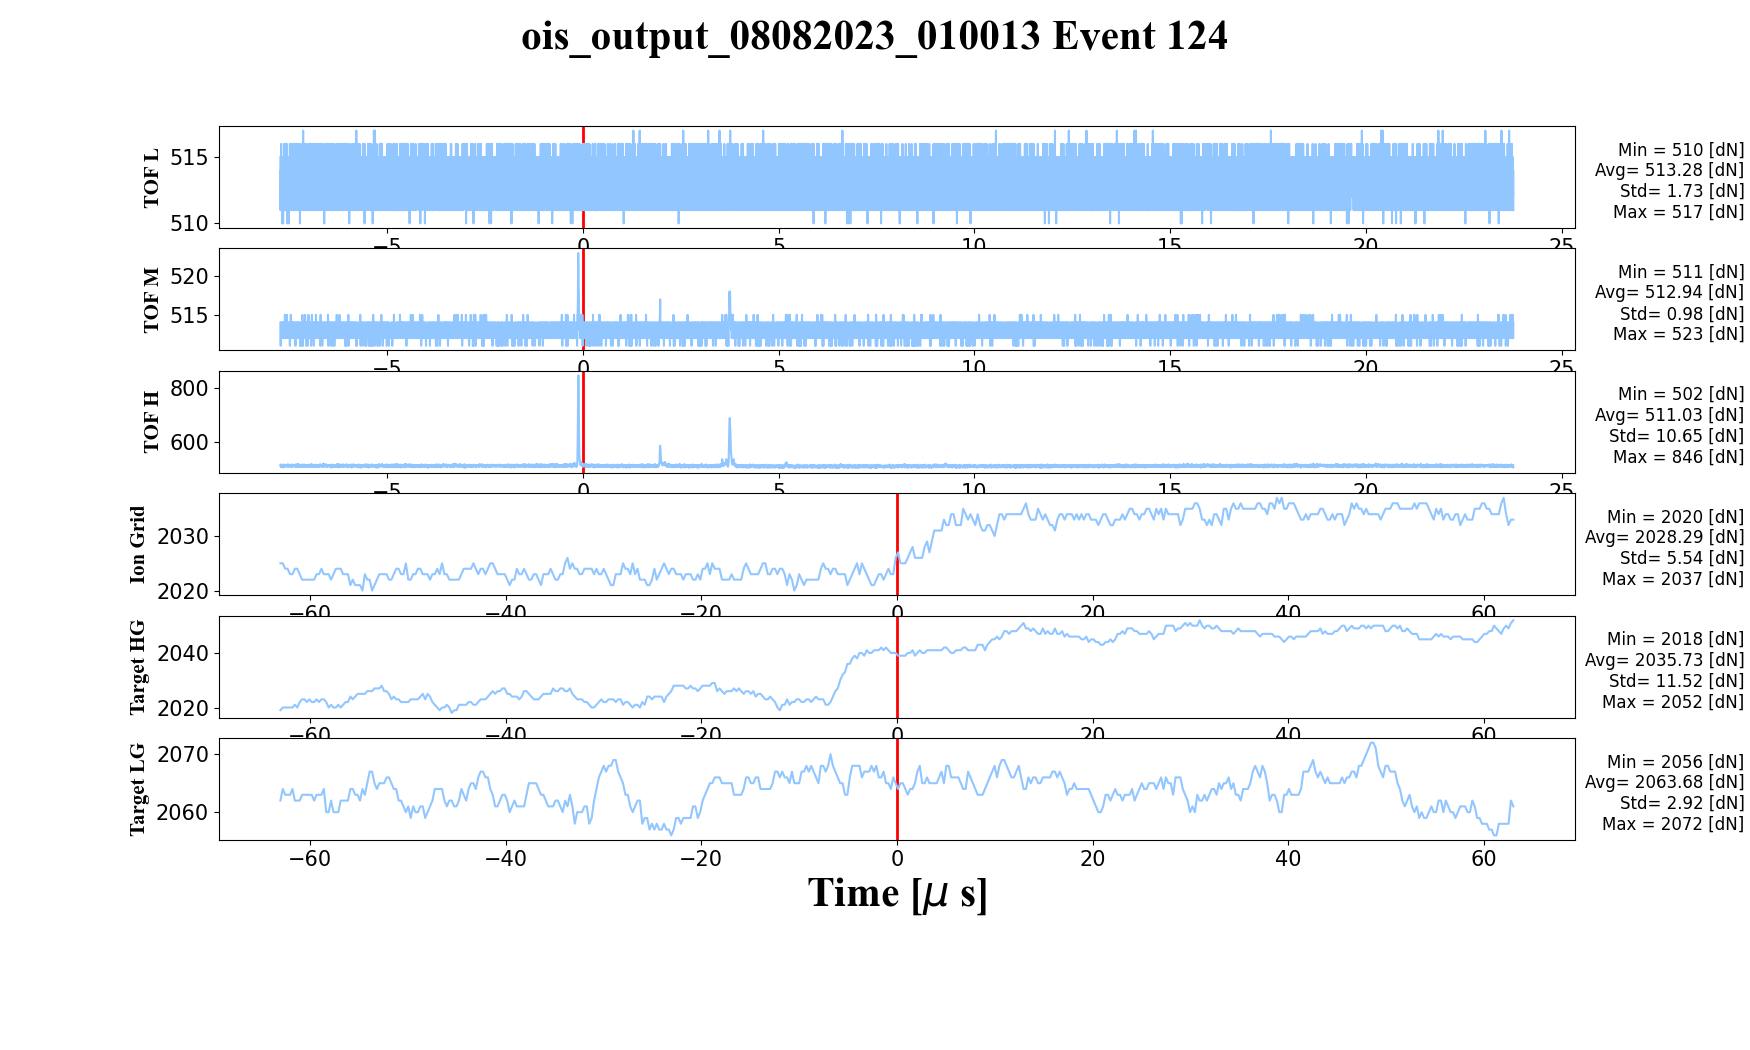 ois_output_08082023_010013 Event 124
TOF L
515
510
−5
0
5
10
15
20
25
Min = 510 [dN]
Avg= 513.28 [dN]
Std= 1.73 [dN]
Max = 517 [dN]
TOF M
520
515
−5
0
5
10
15
20
25
Min = 511 [dN]
Avg= 512.94 [dN]
Std= 0.98 [dN]
Max = 523 [dN]
TOF H
800
600
−5
0
5
10
15
20
25
Min = 502 [dN]
Avg= 511.03 [dN]
Std= 10.65 [dN]
Max = 846 [dN]
Ion Grid
2030
2020
−60
−40
−20
0
20
40
60
Min = 2020 [dN]
Avg= 2028.29 [dN]
Std= 5.54 [dN]
Max = 2037 [dN]
Target HG
2040
2020
−60
−40
−20
0
20
40
60
Min = 2018 [dN]
Avg= 2035.73 [dN]
Std= 11.52 [dN]
Max = 2052 [dN]
Target LG
2070
2060
−60
−40
−20
0
20
40
60
Min = 2056 [dN]
Avg= 2063.68 [dN]
Std= 2.92 [dN]
Max = 2072 [dN]
Time [μ s]